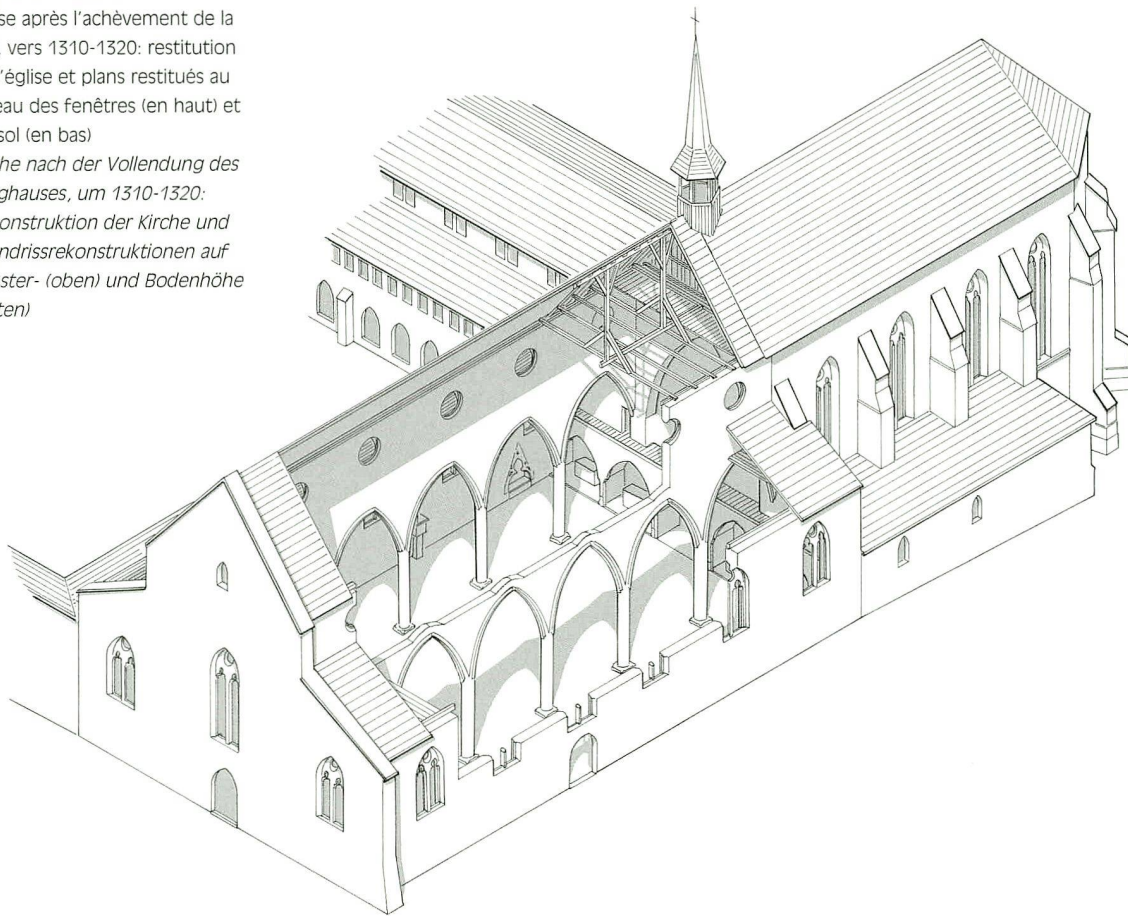 se après l'achèvement de la
vers 1310-1320: restitution
l'église et plans restitués au
eau des fenêtres (en haut) et
sol (en bas)
he nach der Vollendung des
ghauses, um 1310-1320:
onstruktion der Kirche und
ndrissrekonstruktionen auf
ster- (oben) und Bodenhöhe
ten)